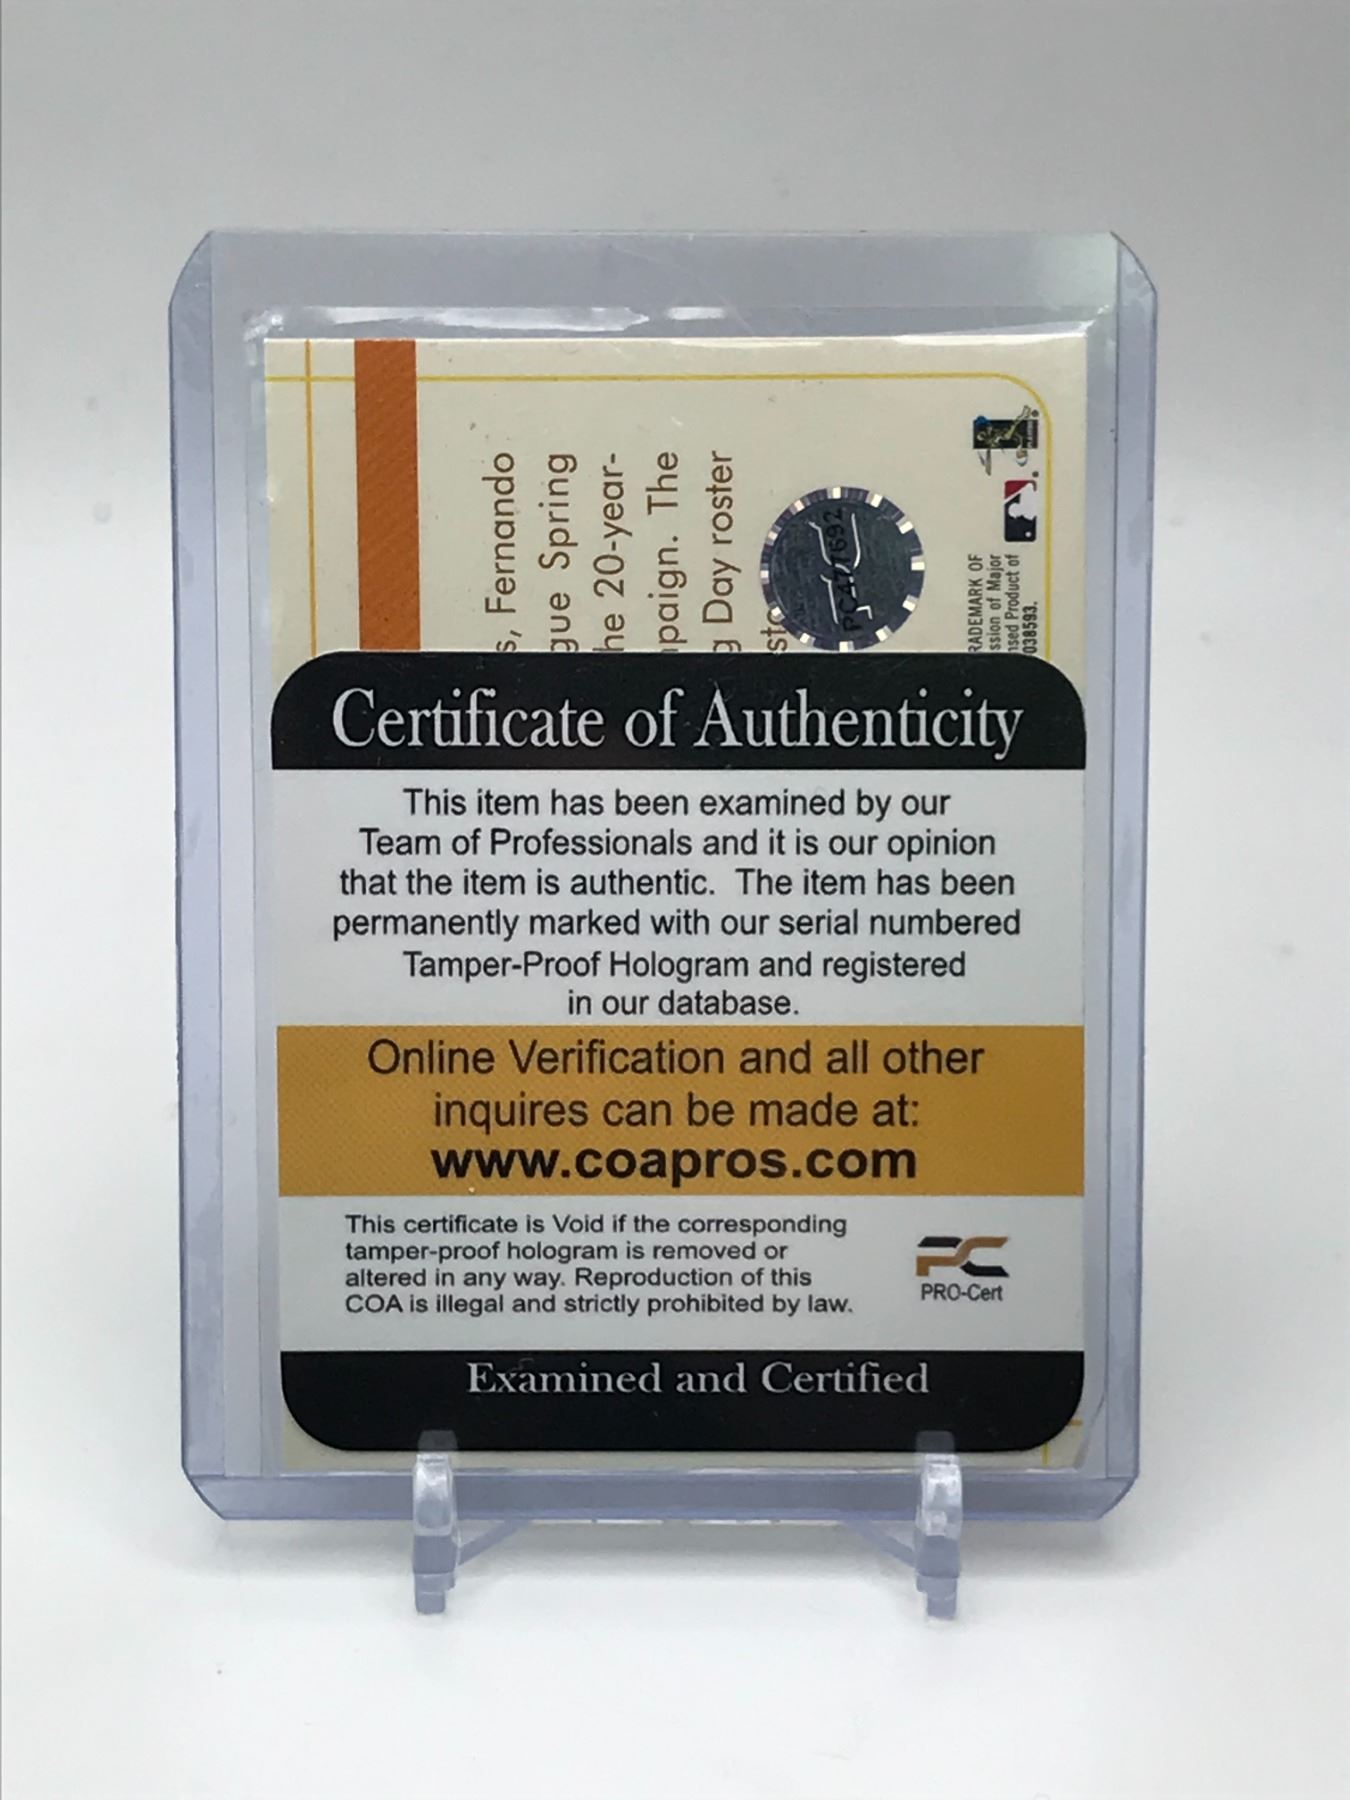 s, Fernando
gue Spring
he 20-year-
paign. The
g Day roster
sto
PC477692
RADEMARK OF
ssion of Major
nsed Product of
038593.
Certificate of Authenticity
This item has been examined by our
Team of Professionals and it is our opinion
that the item is authentic. The item has been
permanently marked with our serial numbered
Tamper-Proof Hologram and registered
in our database.
Online Verification and all other
inquires can be made at:
www.coapros.com
This certificate is Void if the corresponding
tamper-proof hologram is removed or
altered in any way. Reproduction of this
COA is illegal and strictly prohibited by law.
PC
PRO-Cert
Examined and Certified